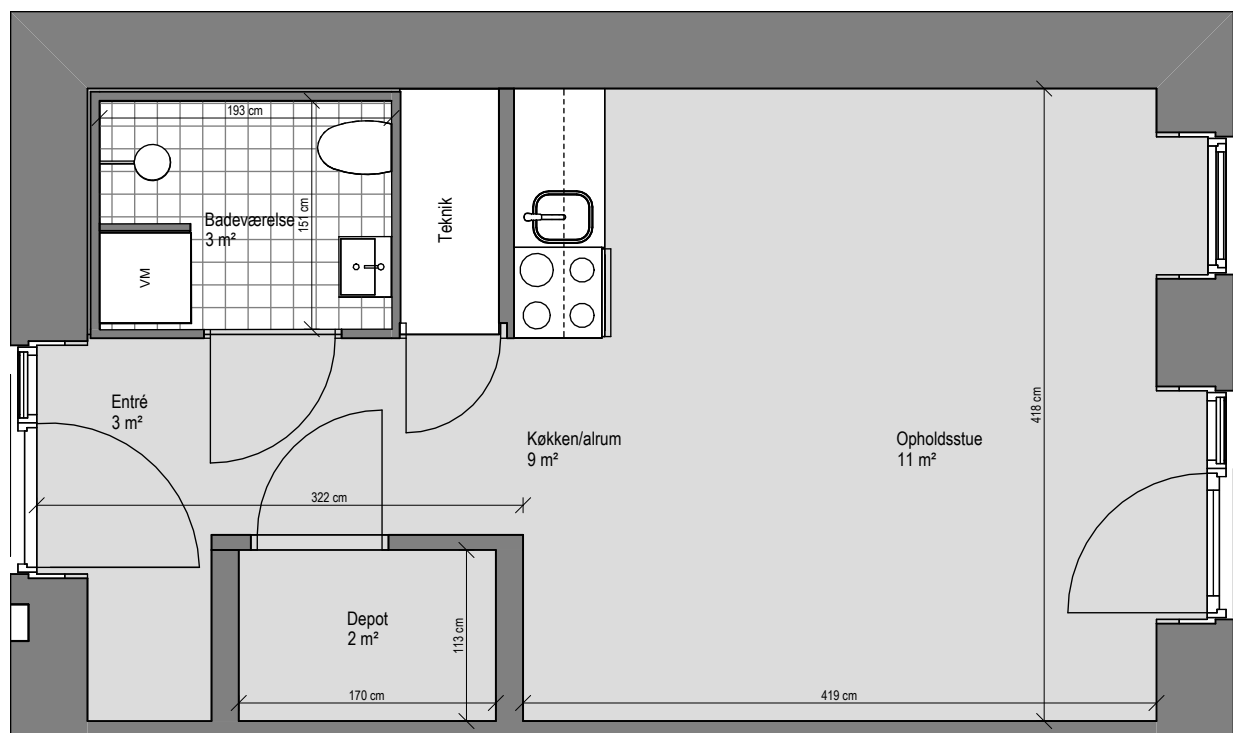 193 cm
151 cm
Badeværelse
3 m²
VM
Teknik
Entré
3 m²
Køkken/alrum
9 m²
Opholdsstue
11 m²
418 cm
322 cm
Depot
2 m²
113 cm
170 cm
419 cm